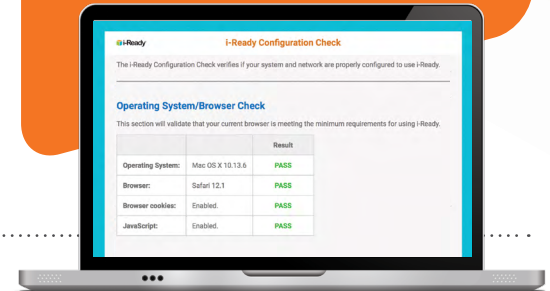 i-Ready
i-Ready Configuration Check
The i-Ready Configuration Check verifies if your system and network are properly configured to use i-Ready.
Operating System/Browser Check
This section will validate that your current browser is meeting the minimum requirements for using i-Ready.
Result
Operating System: Mac OS X 10.13.6 PASS
Browser: Safari 12.1 PASS
Browser cookies: Enabled. PASS
JavaScript: Enabled. PASS